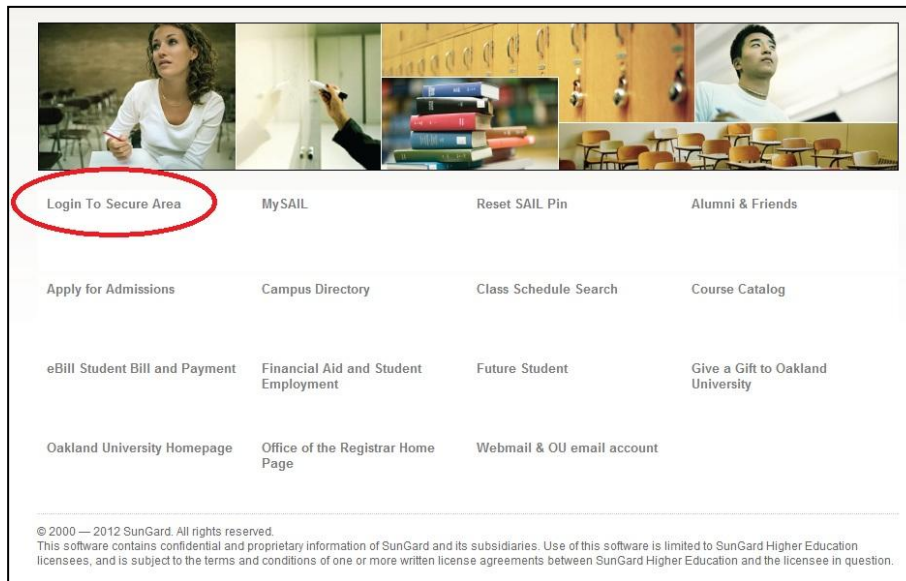 Login To Secure Area
MySAIL
Reset SAIL Pin
Alumni & Friends
Apply for Admissions
Campus Directory
Class Schedule Search
Course Catalog
eBill Student Bill and Payment
Financial Aid and Student
Employment
Future Student
Give a Gift to Oakland
University
Oakland University Homepage
Office of the Registrar Home
Page
Webmail & OU email account
© 2000 — 2012 SunGard. All rights reserved.
This software contains confidential and proprietary information of SunGard and its subsidiaries. Use of this software is limited to SunGard Higher Education
licensees, and is subject to the terms and conditions of one or more written license agreements between SunGard Higher Education and the licensee in question.